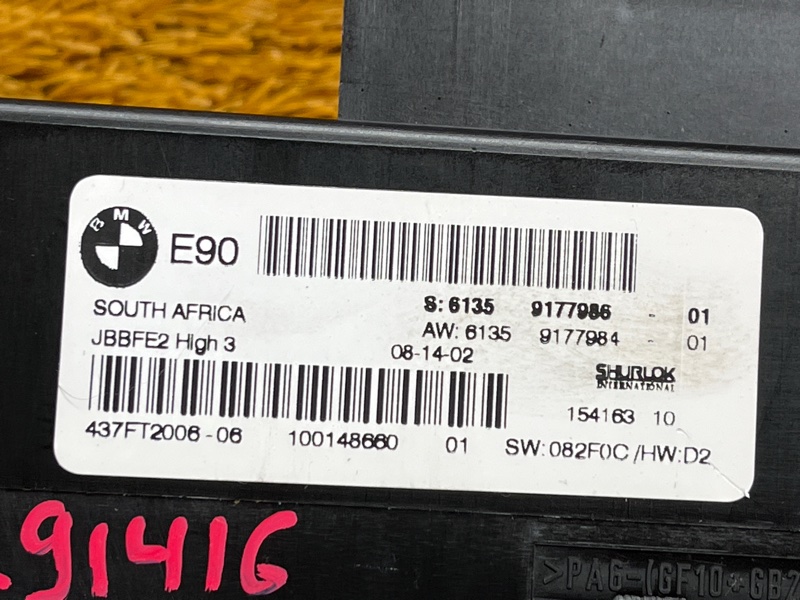 BMW E90
SOUTH AFRICA S: 6135 9177986 - 01
JBBFE2 High 3 AW: 6135 9177984 - 01
08-14-02
SHURLOK
INTERNATIONAL
154163 10
437FT2006-06 100148660 01 SW:082F0C/HW:D2
91416
>PA6-(GF10+GB2